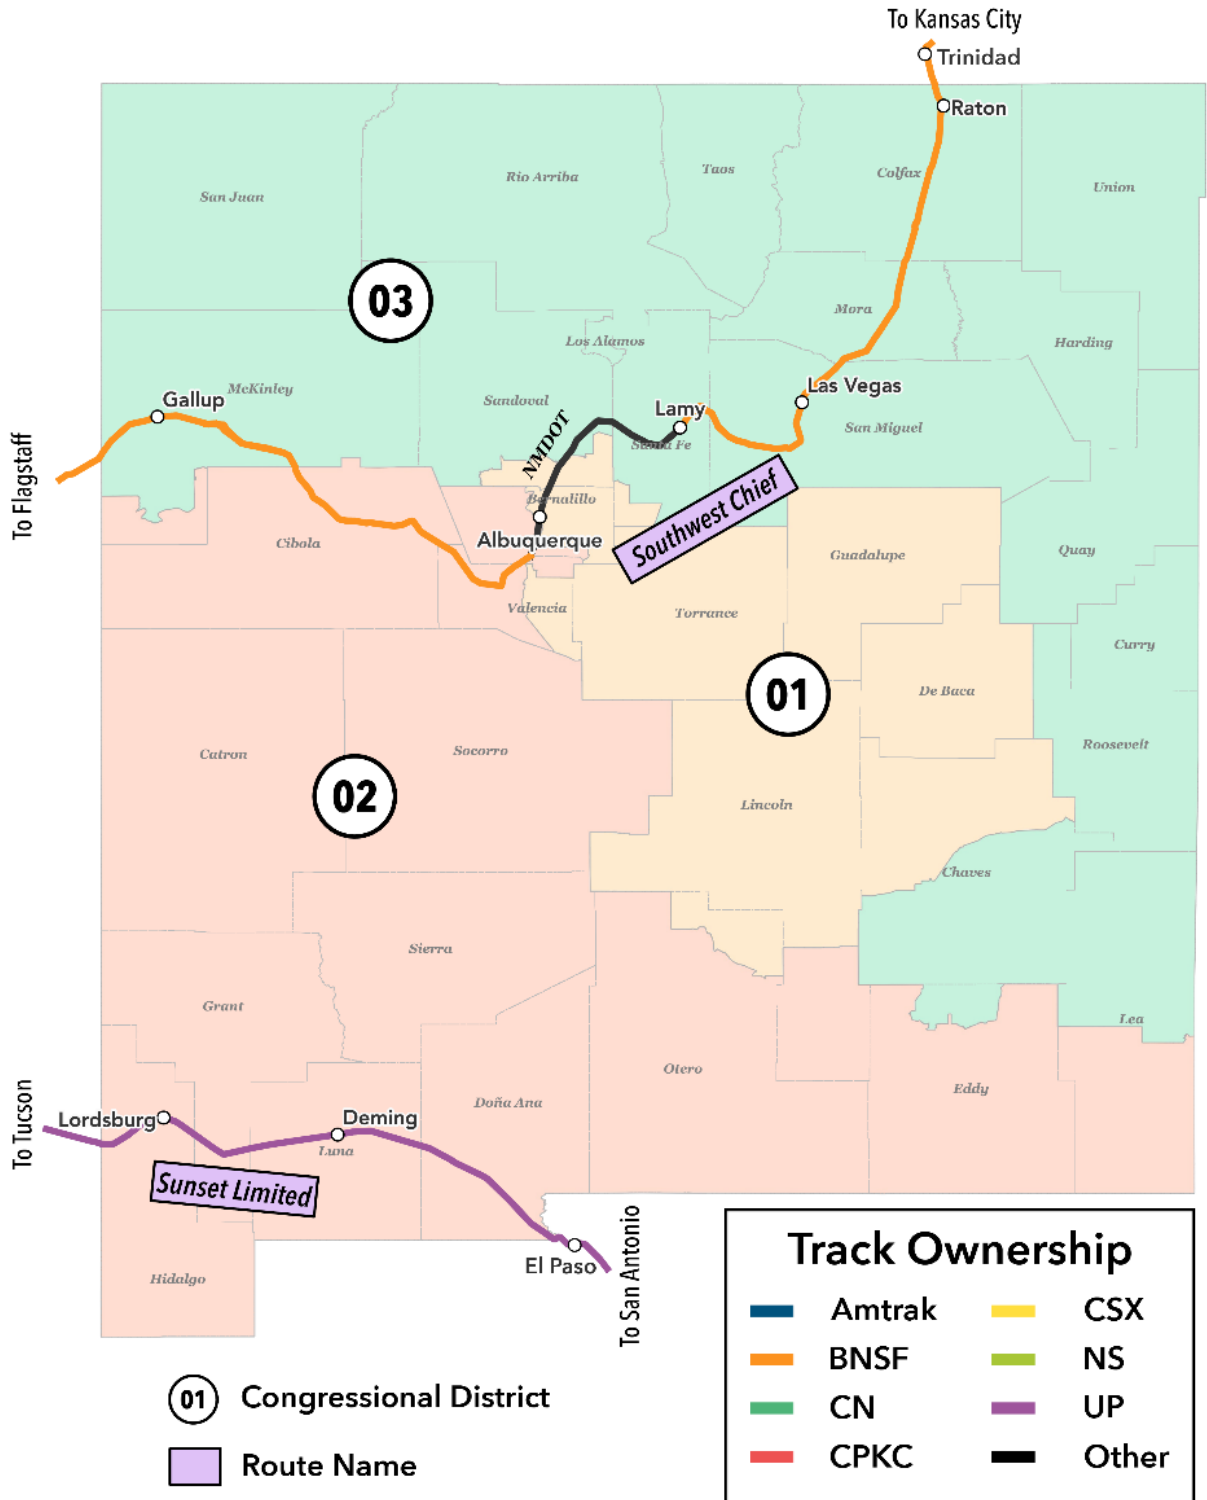 To Kansas City
Trinidad
Raton
San Juan
Rio Arriba
Taos
Colfax
Union
03
Mora
Los Alamos
Harding
Gallup
McKinley
Sandoval
Las Vegas
Lamy
San Miguel
NMDOT
Santa Fe
To Flagstaff
Southwest Chief
Bernalillo
Albuquerque
Cibola
Guadalupe
Quay
Valencia
Torrance
Curry
01
De Baca
Catron
Socorro
Roosevelt
02
Lincoln
Chaves
Sierra
Grant
Lea
Otero
Eddy
Doña Ana
To Tucson
Lordsburg
Deming
Luna
Sunset Limited
El Paso
To San Antonio
Hidalgo
Track Ownership
Amtrak CSX
BNSF NS
CN UP
CPKC Other
01 Congressional District
Route Name